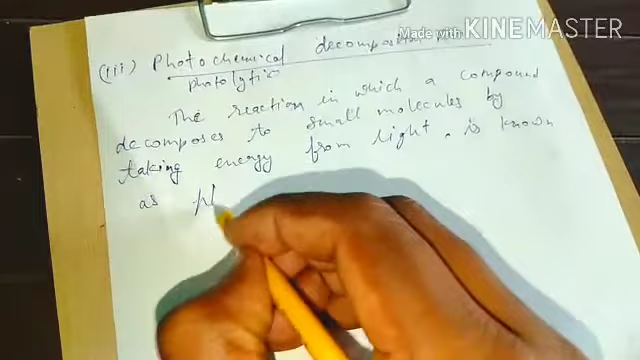 Made with KINEMASTER
(iii) Photochemical decomposition
photolytic
The reaction in which a compound
decomposes to small molecules by
taking energy from light. is known
as pl